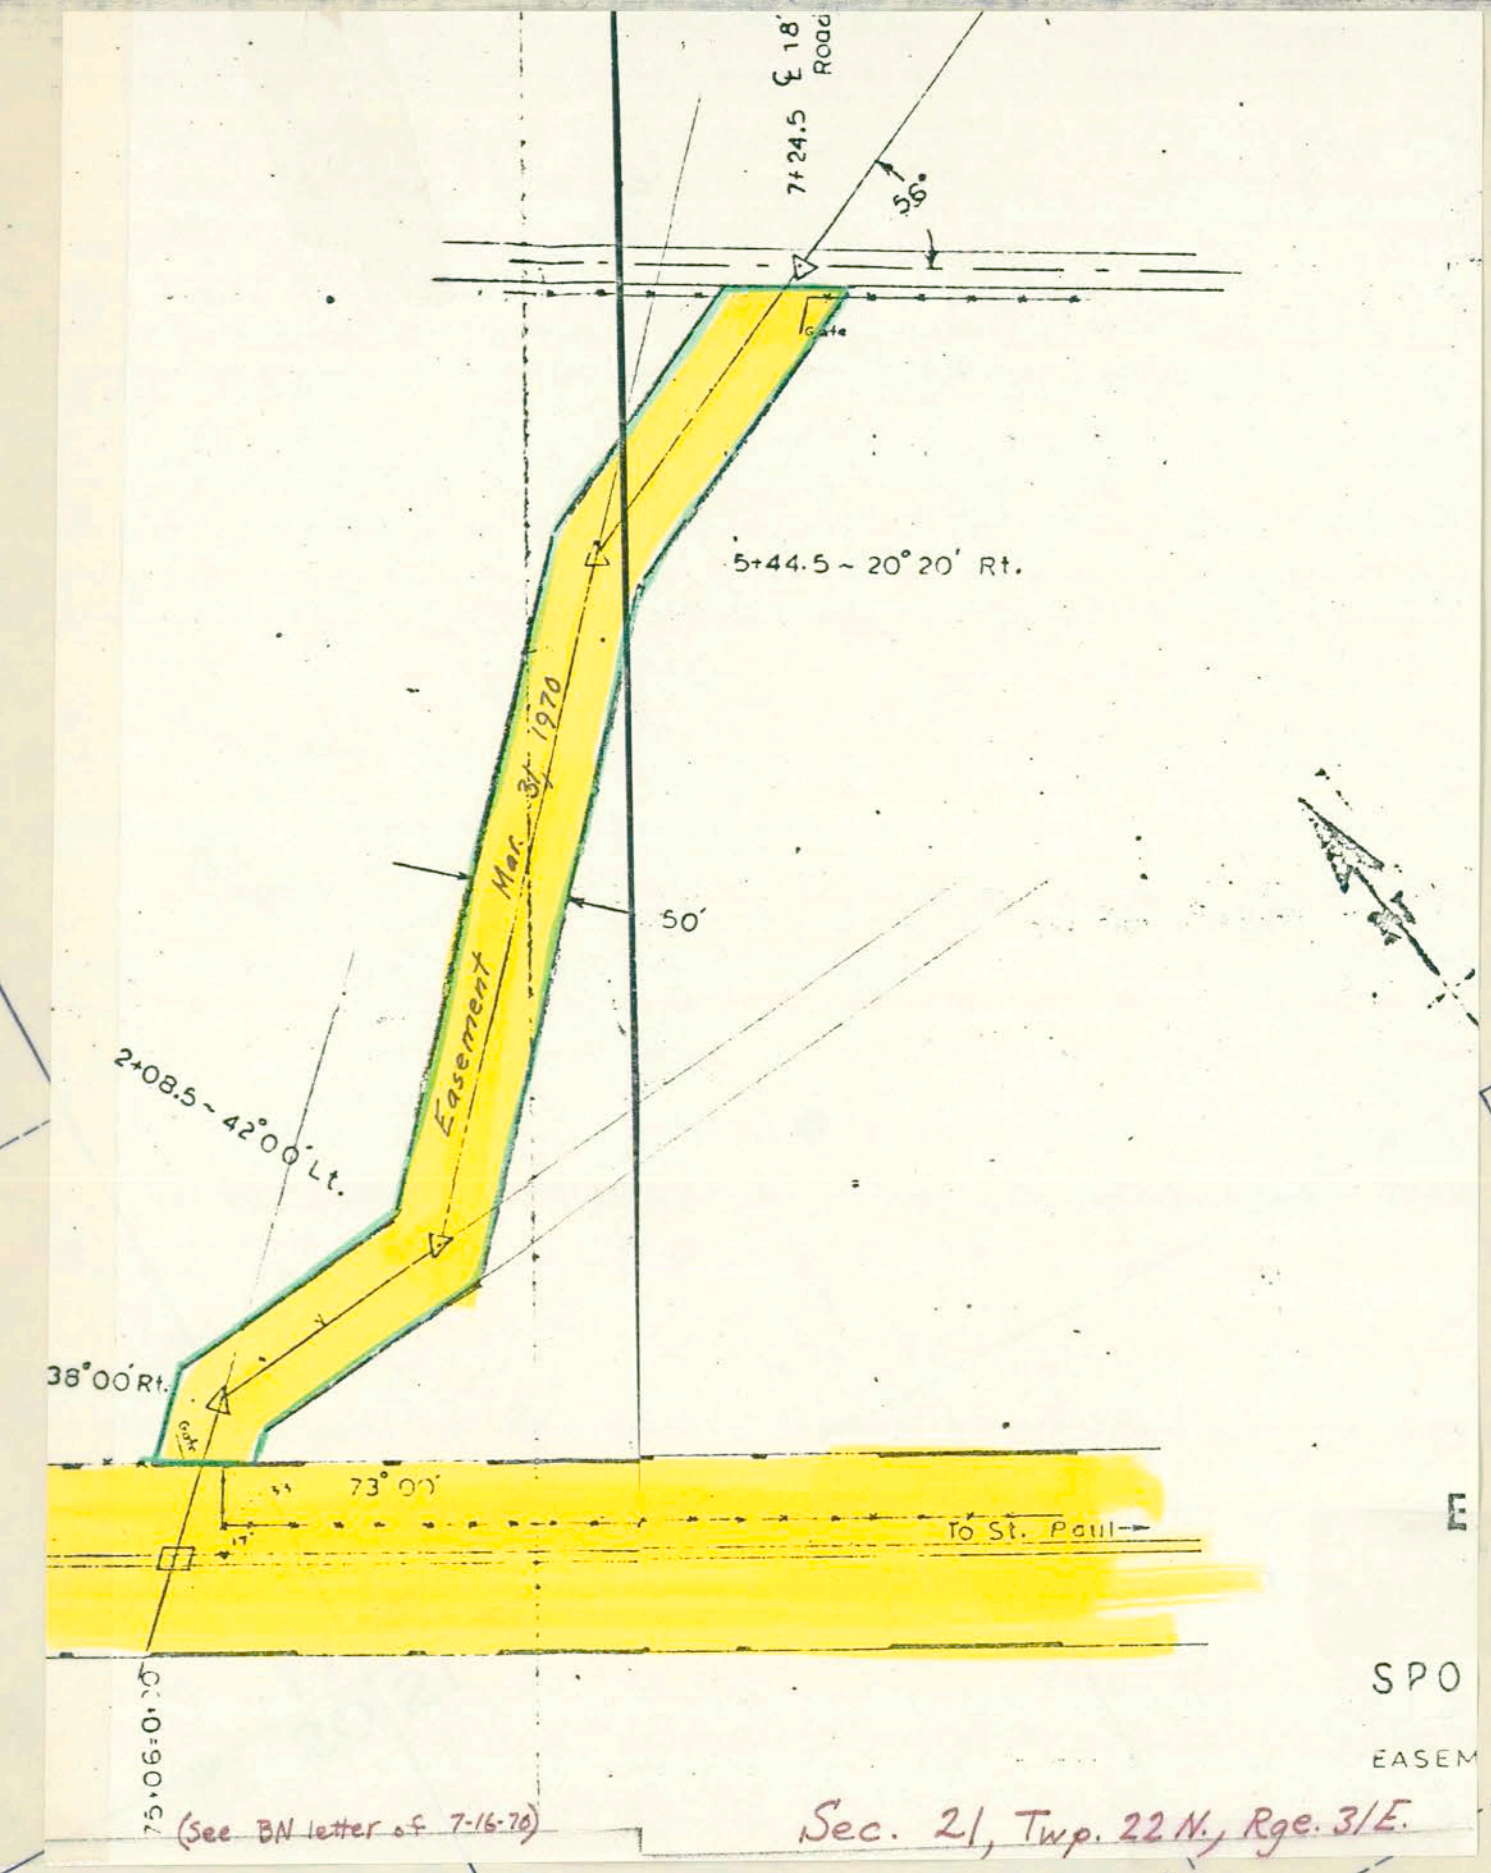 7+24.5 ℄ 18'
Road
56°
Gate
5+44.5 ~ 20°20' Rt.
Easement Mar. 31, 1970
50'
2+08.5 ~ 42°00' Lt.
38°00' Rt.
Gate
33
73°00'
17'
To St. Paul
E
SPO
EASEM
(See BN letter of 7-16-70)
Sec. 21, Twp. 22 N., Rge. 31E.